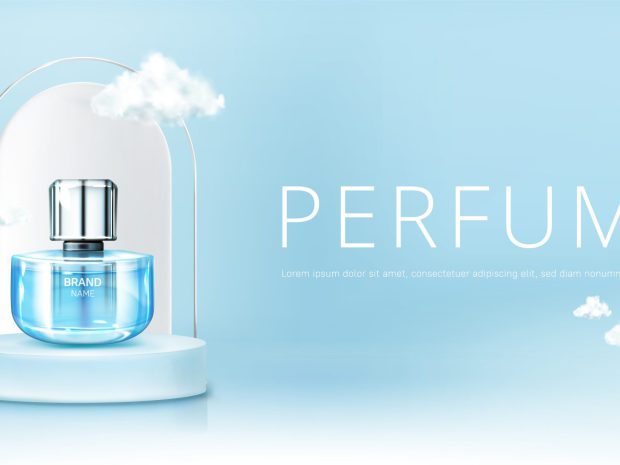 BRAND
NAME
PERFUM
Lorem ipsum dolor sit amet, consectetuer adipiscing elit, sed diam nonumm